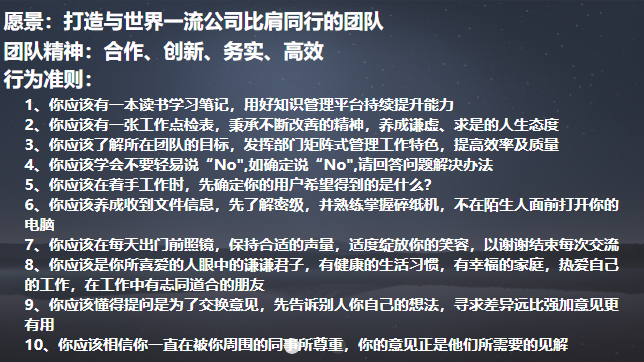 愿景：打造与世界一流公司比肩同行的团队
团队精神：合作、创新、务实、高效
行为准则：
1、你应该有一本读书学习笔记，用好知识管理平台持续提升能力
2、你应该有一张工作点检表，秉承不断改善的精神，养成谦虚、求是的人生态度
3、你应该了解所在团队的目标，发挥部门矩阵式管理工作特色，提高效率及质量
4、你应该学会不要轻易说“No",如确定说“No",请回答问题解决办法
5、你应该在着手工作时，先确定你的用户希望得到的是什么?
6、你应该养成收到文件信息，先了解密级，并熟练掌握碎纸机，不在陌生人面前打开你的
电脑
7、你应该在每天出门前照镜，保持合适的声量，适度绽放你的笑容，以谢谢结束每次交流
8、你应该是你所喜爱的人眼中的谦谦君子，有健康的生活习惯，有幸福的家庭，热爱自己
的工作，在工作中有志同道合的朋友
9、你应该懂得提问是为了交换意见，先告诉别人你自己的想法，寻求差异远比强加意见更
有用
10、你应该相信你一直在被你周围的同事所尊重，你的意见正是他们所需要的见解